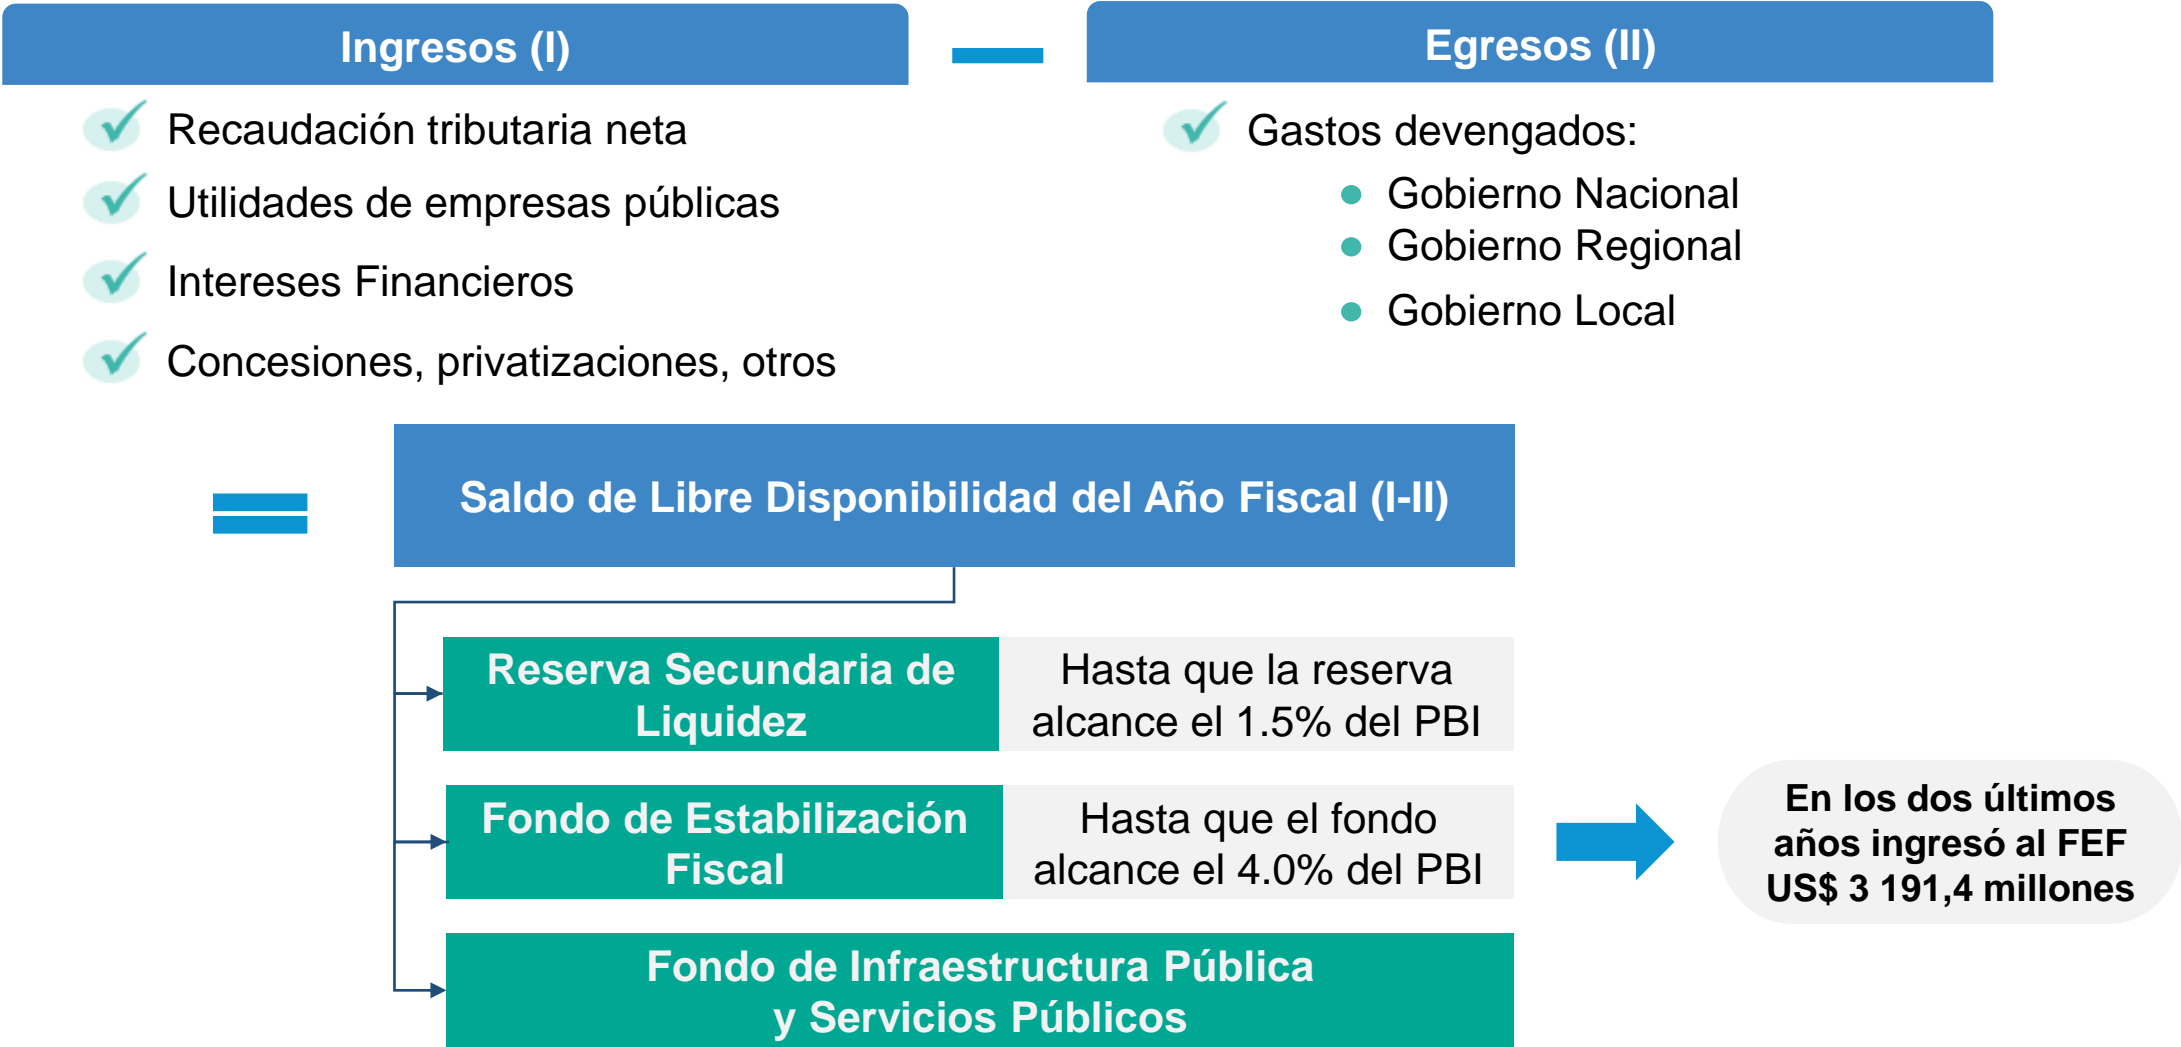 Ingresos (I)
Egresos (II)
Recaudación tributaria neta
Utilidades de empresas públicas
Intereses Financieros
Concesiones, privatizaciones, otros
Gastos devengados:
Gobierno Nacional
Gobierno Regional
Gobierno Local
Saldo de Libre Disponibilidad del Año Fiscal (I-II)
Reserva Secundaria de
Liquidez
Hasta que la reserva
alcance el 1.5% del PBI
Fondo de Estabilización
Fiscal
Hasta que el fondo
alcance el 4.0% del PBI
En los dos últimos
años ingresó al FEF
US$ 3 191,4 millones
Fondo de Infraestructura Pública
y Servicios Públicos